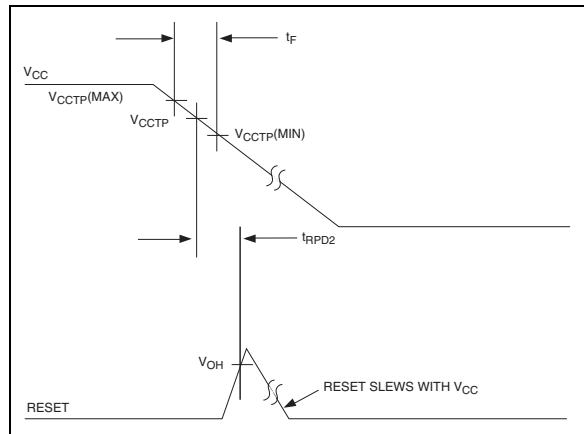 tF
VCC
VCCTP(MAX)
VCCTP
VCCTP(MIN)
tRPD2
VOH
RESET SLEWS WITH VCC
RESET